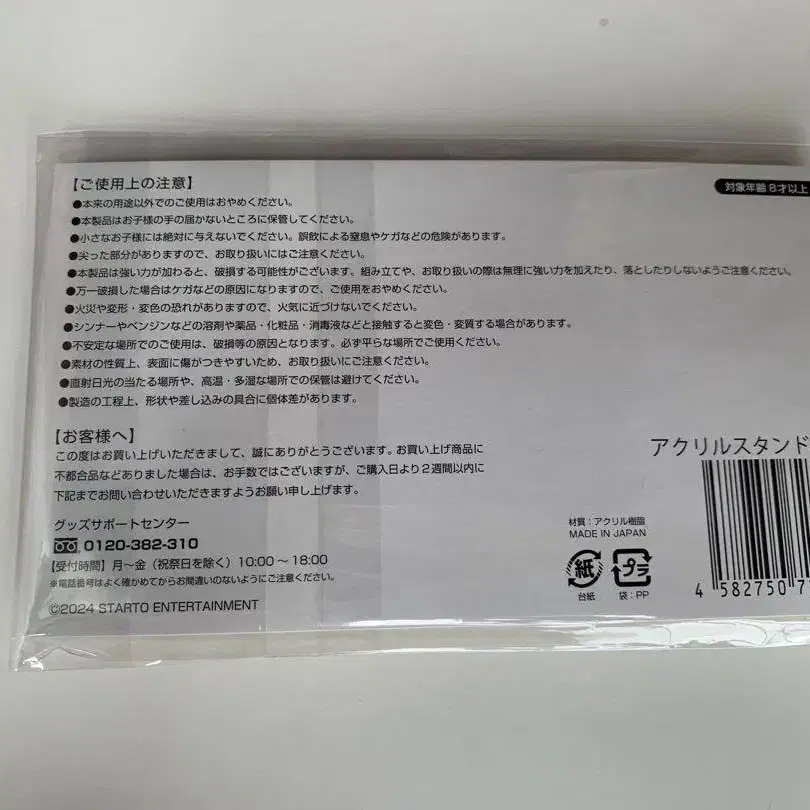 【ご使用上の注意】
対象年齢 8才以上
●本来の用途以外でのご使用はおやめください。
●本製品はお子様の手の届かないところに保管してください。
●小さなお子様には絶対に与えないでください。誤飲による窒息やケガなどの危険があります。
●尖った部分がありますので、お取り扱いにはご注意ください。
●本製品は強い力が加わると、破損する可能性がございます。組み立てや、お取り扱いの際は無理に強い力を加えたり、落としたりしないようご注意ください。
●万一破損した場合はケガなどの原因になりますので、ご使用をおやめください。
●火災や変形・変色の恐れがありますので、火気に近づけないでください。
●シンナーやベンジンなどの溶剤や薬品・化粧品・消毒液などと接触すると変色・変質する場合があります。
●不安定な場所でのご使用は、破損等の原因となります。必ず平らな場所でご使用ください。
●素材の性質上、表面に傷がつきやすいため、お取り扱いにご注意ください。
●直射日光の当たる場所や、高温・多湿な場所での保管は避けてください。
●製造の工程上、形状や差し込みの具合に個体差があります。
【お客様へ】
この度はお買い上げいただきまして、誠にありがとうございます。お買い上げ商品に
不都合品などありました場合は、お手数ではございますが、ご購入日より2週間以内に
下記までお問い合わせいただきますようお願い申し上げます。
グッズサポートセンター
0120-382-310
【受付時間】月〜金（祝祭日を除く）10:00〜18:00
※電話番号はよく確かめてからお間違いのないようにご注意ください。
©2024 STARTO ENTERTAINMENT
アクリルスタンド
材質：アクリル樹脂
MADE IN JAPAN
紙
プラ
台紙
袋：PP
4 582750 7